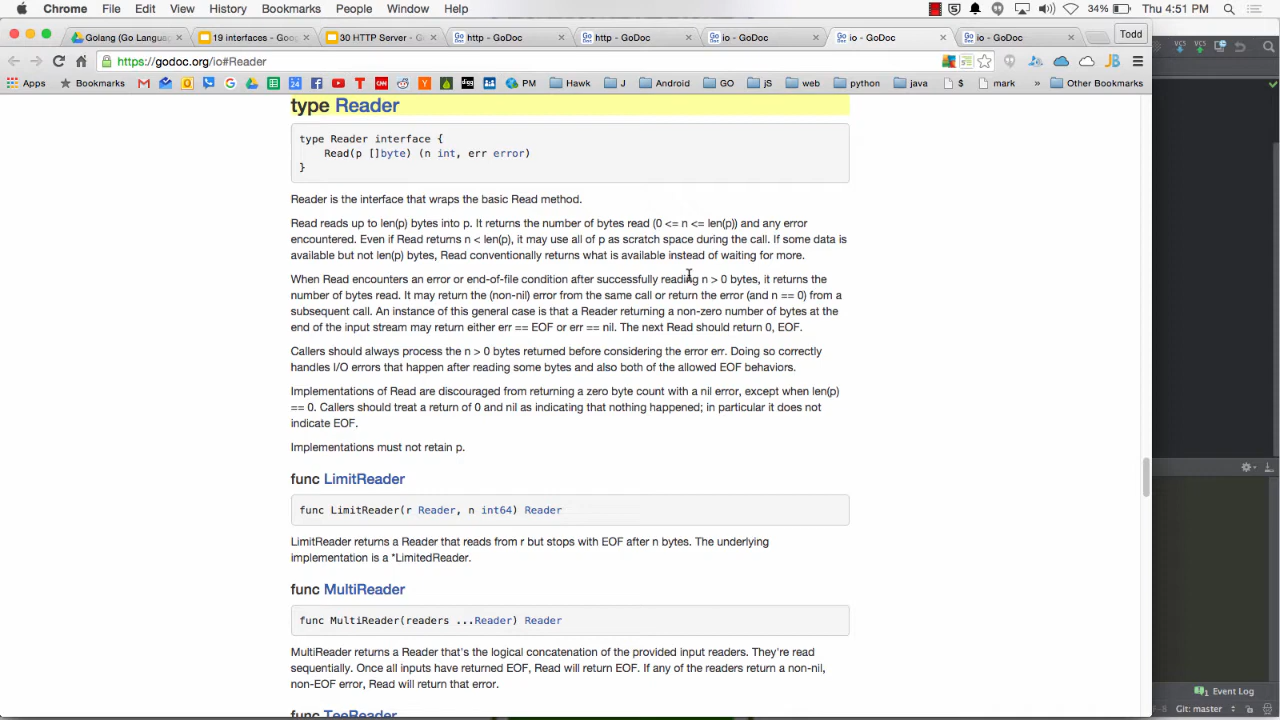 Chrome File Edit View History Bookmarks People Window Help 34% Thu 4:51 PM
Golang (Go Langu 19 interfaces - Goo 30 HTTP Server - G http - GoDoc http - GoDoc io - GoDoc io - GoDoc io - GoDoc Todd
https://godoc.org/io#Reader
Apps Bookmarks 24 CNN PM Hawk J Android GO jS web python java $ mark » Other Bookmarks
type Reader
type Reader interface {
Read(p []byte) (n int, err error)
}
Reader is the interface that wraps the basic Read method.
Read reads up to len(p) bytes into p. It returns the number of bytes read (0 <= n <= len(p)) and any error
encountered. Even if Read returns n < len(p), it may use all of p as scratch space during the call. If some data is
available but not len(p) bytes, Read conventionally returns what is available instead of waiting for more.
When Read encounters an error or end-of-file condition after successfully reading n > 0 bytes, it returns the
number of bytes read. It may return the (non-nil) error from the same call or return the error (and n == 0) from a
subsequent call. An instance of this general case is that a Reader returning a non-zero number of bytes at the
end of the input stream may return either err == EOF or err == nil. The next Read should return 0, EOF.
Callers should always process the n > 0 bytes returned before considering the error err. Doing so correctly
handles I/O errors that happen after reading some bytes and also both of the allowed EOF behaviors.
Implementations of Read are discouraged from returning a zero byte count with a nil error, except when len(p)
== 0. Callers should treat a return of 0 and nil as indicating that nothing happened; in particular it does not
indicate EOF.
Implementations must not retain p.
func LimitReader
func LimitReader(r Reader, n int64) Reader
LimitReader returns a Reader that reads from r but stops with EOF after n bytes. The underlying
implementation is a *LimitedReader.
func MultiReader
func MultiReader(readers ...Reader) Reader
MultiReader returns a Reader that's the logical concatenation of the provided input readers. They're read
sequentially. Once all inputs have returned EOF, Read will return EOF. If any of the readers return a non-nil,
non-EOF error, Read will return that error.
func TeeReader
Event Log
Git: master